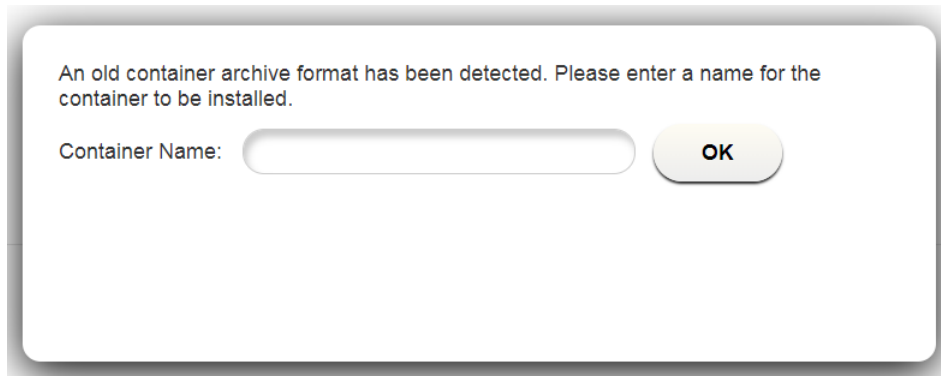 An old container archive format has been detected. Please enter a name for the
container to be installed.
Container Name:
OK